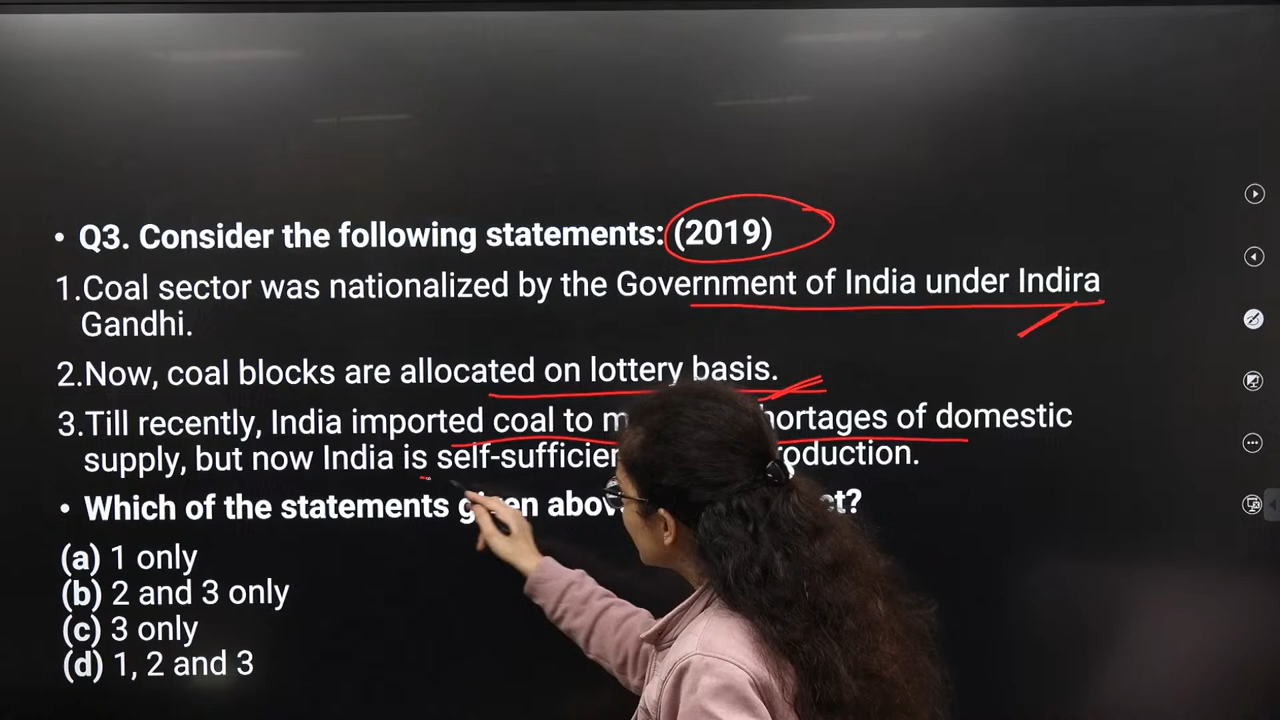 • Q3. Consider the following statements: (2019)
1.Coal sector was nationalized by the Government of India under Indira
Gandhi.
2.Now, coal blocks are allocated on lottery basis.
3.Till recently, India imported coal to hortages of domestic
supply, but now India is self-sufficien roduction.
• Which of the statements given abov ct?
(a) 1 only
(b) 2 and 3 only
(c) 3 only
(d) 1, 2 and 3